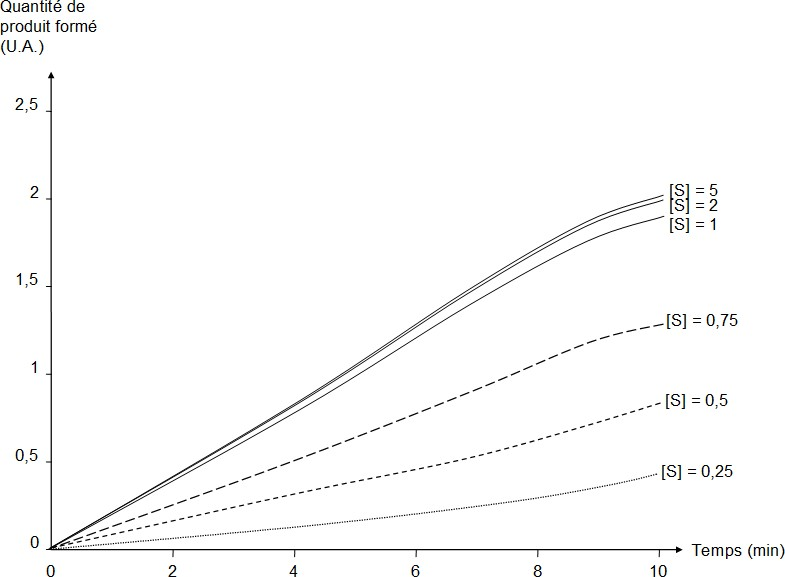 Quantité de
produit formé
(U.A.)
2,5
2
1,5
1
0,5
0
[S] = 5
[S] = 2
[S] = 1
[S] = 0,75
[S] = 0,5
[S] = 0,25
Temps (min)
0 2 4 6 8 10